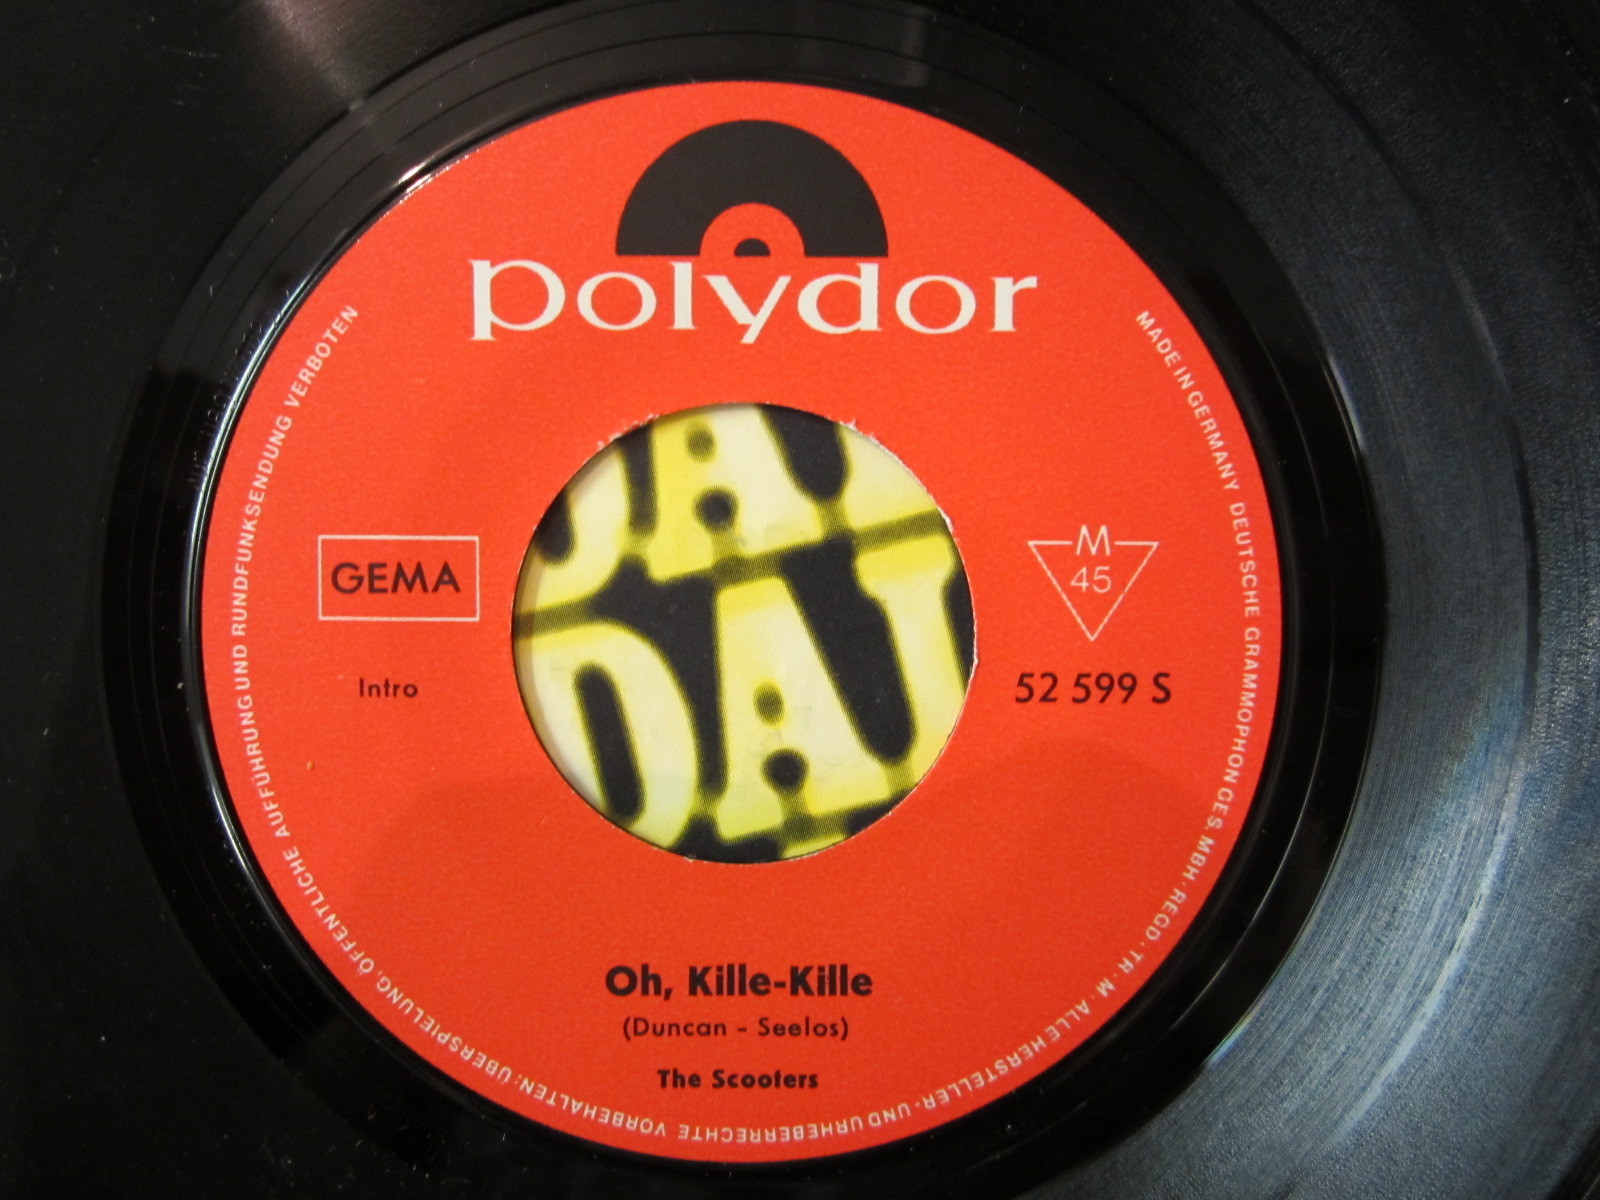 polydor
MADE IN GERMANY DEUTSCHE GRAMMOPHON GES. MBH · REGD · TR · M · ALLE HERSTELLER- UND URHEBERRECHTE VORBEHALTEN: ÜBERSPIELUNG, ÖFFENTLICHE AUFFÜHRUNG UND RUNDFUNKSENDUNG VERBOTEN
GEMA
M
45
Intro
52 599 S
Oh, Kille-Kille
(Duncan - Seelos)
The Scooters